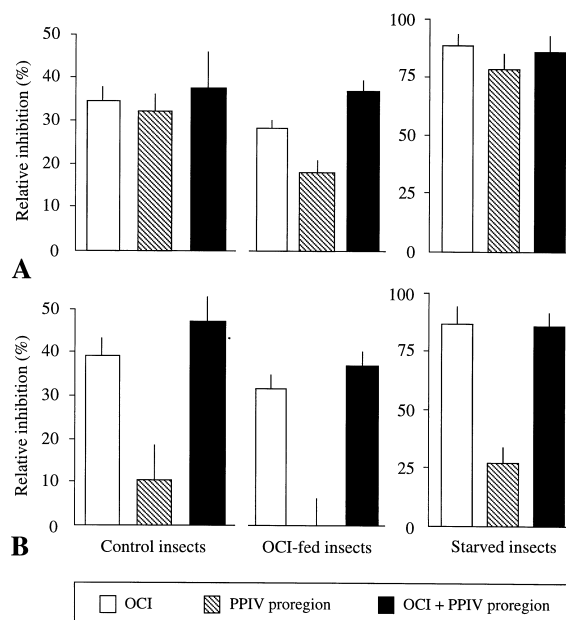 Relative inhibition (%)
50
40
30
20
10
0
100
75
50
25
0
A
Relative inhibition (%)
50
40
30
20
10
0
100
75
50
25
0
B
Control insects
OCI-fed insects
Starved insects
OCI
PPIV proregion
OCI + PPIV proregion